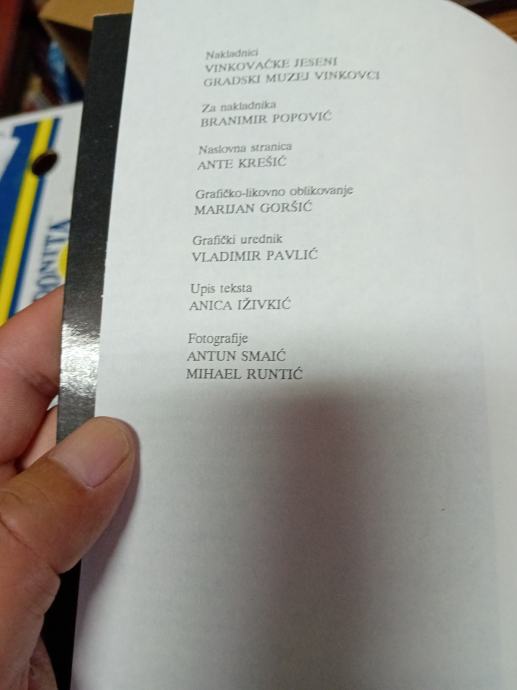 Nakladnici
VINKOVAČKE JESENI
GRADSKI MUZEJ VINKOVCI
Za nakladnika
BRANIMIR POPOVIĆ
Naslovna stranica
ANTE KREŠIĆ
Grafičko-likovno oblikovanje
MARIJAN GORŠIĆ
Grafički urednik
VLADIMIR PAVLIĆ
Upis teksta
ANICA IŽIVKIĆ
Fotografije
ANTUN SMAIĆ
MIHAEL RUNTIĆ